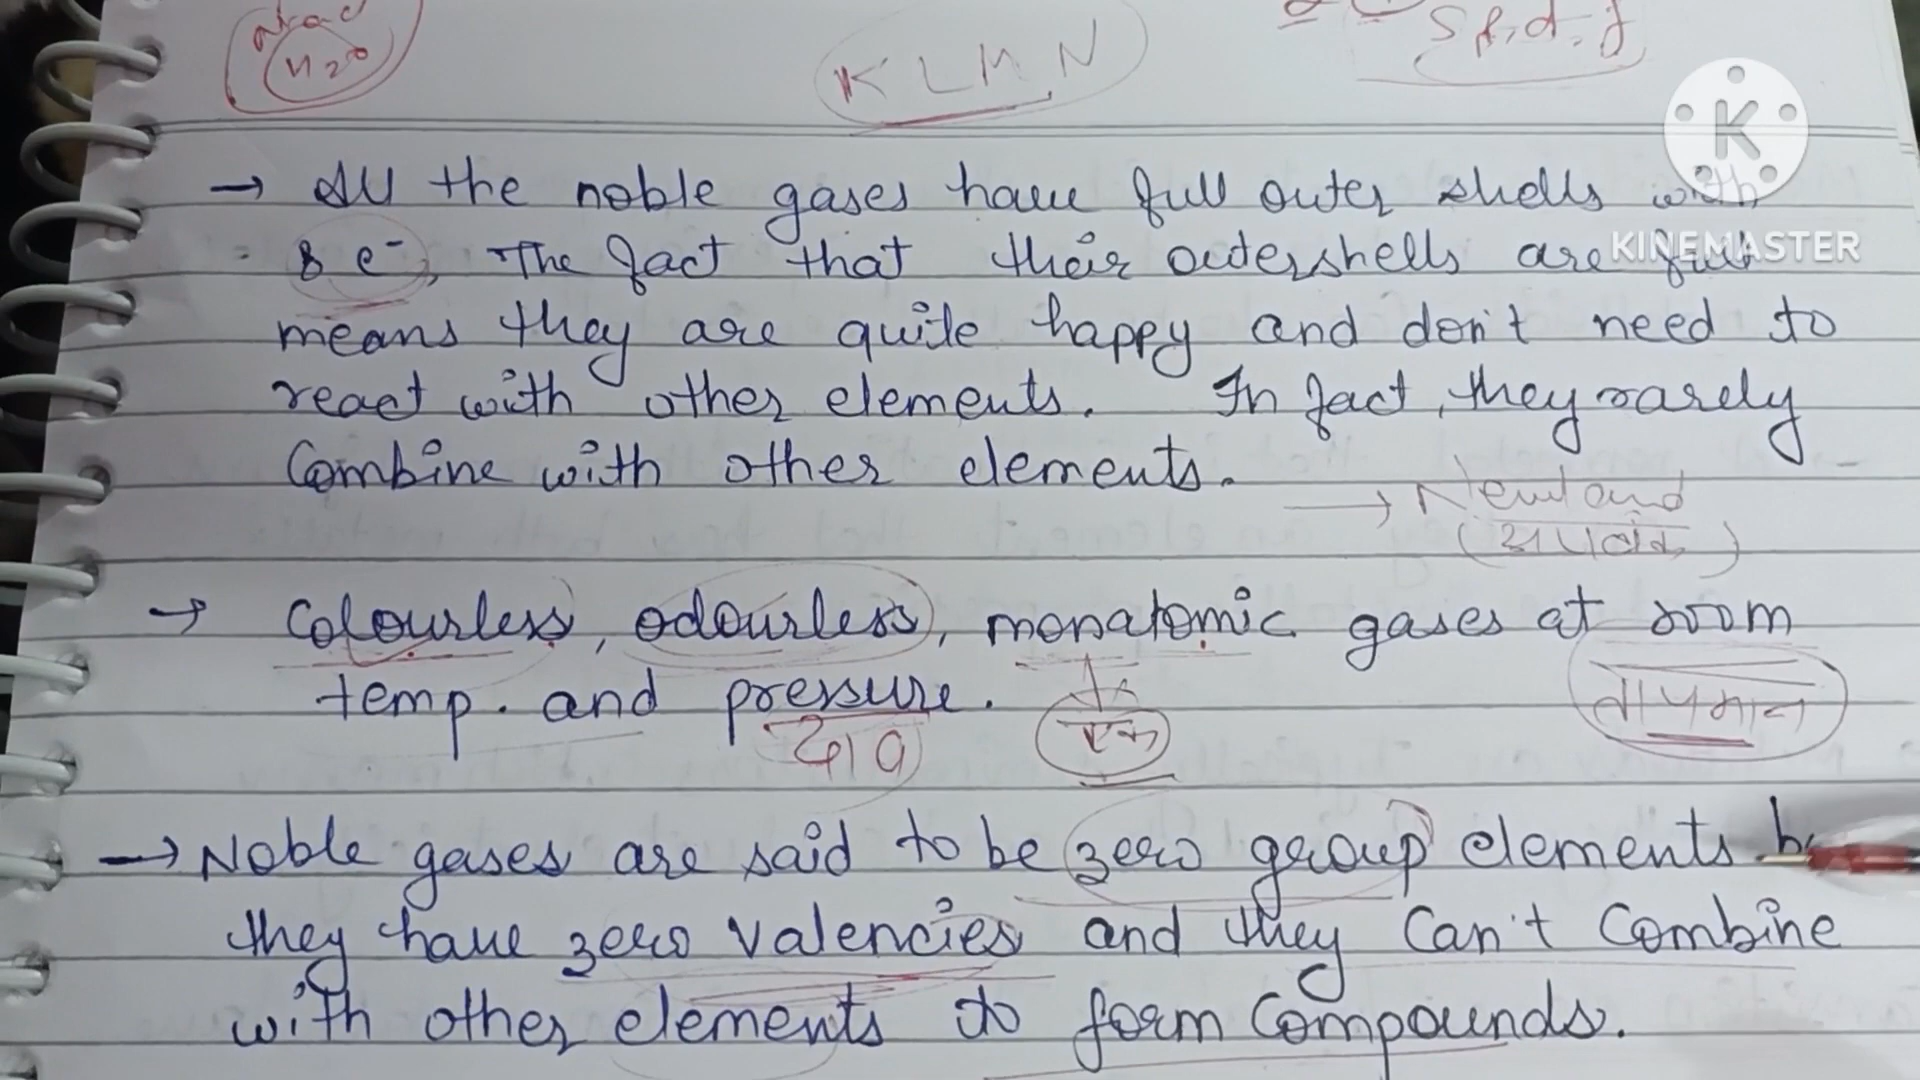 H2O
K L M N
S P, d, f
K
KINEMASTER
→ All the noble gases have full outer shells with
8 e-, The fact that their outershells are full
means they are quite happy and don't need to
react with other elements. In fact, they rarely
Combine with other elements.
→ Newland
→ Colourless, odourless, monatomic gases at room
temp. and pressure.
दाब
एक
तापमान
→ Noble gases are said to be zero group elements
they have zero valencies and they can't combine
with other elements to form compounds.